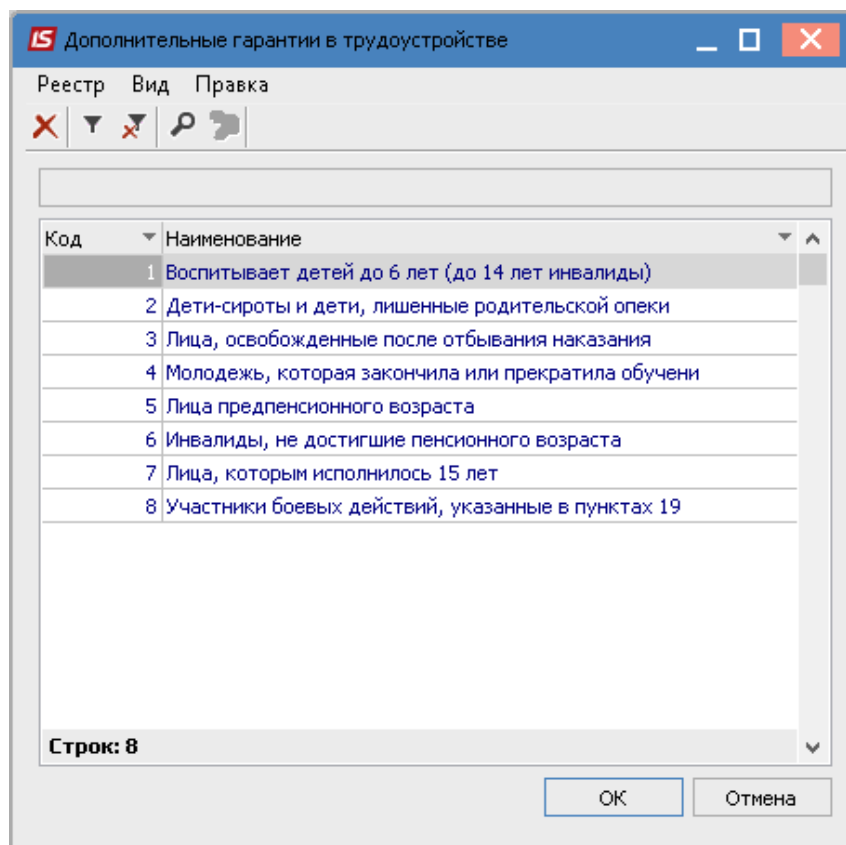 IS Дополнительные гарантии в трудоустройстве
Реестр Вид Правка
Код Наименование
1 Воспитывает детей до 6 лет (до 14 лет инвалиды)
2 Дети-сироты и дети, лишенные родительской опеки
3 Лица, освобожденные после отбывания наказания
4 Молодежь, которая закончила или прекратила обучени
5 Лица предпенсионного возраста
6 Инвалиды, не достигшие пенсионного возраста
7 Лица, которым исполнилось 15 лет
8 Участники боевых действий, указанные в пунктах 19
Строк: 8
ОК Отмена